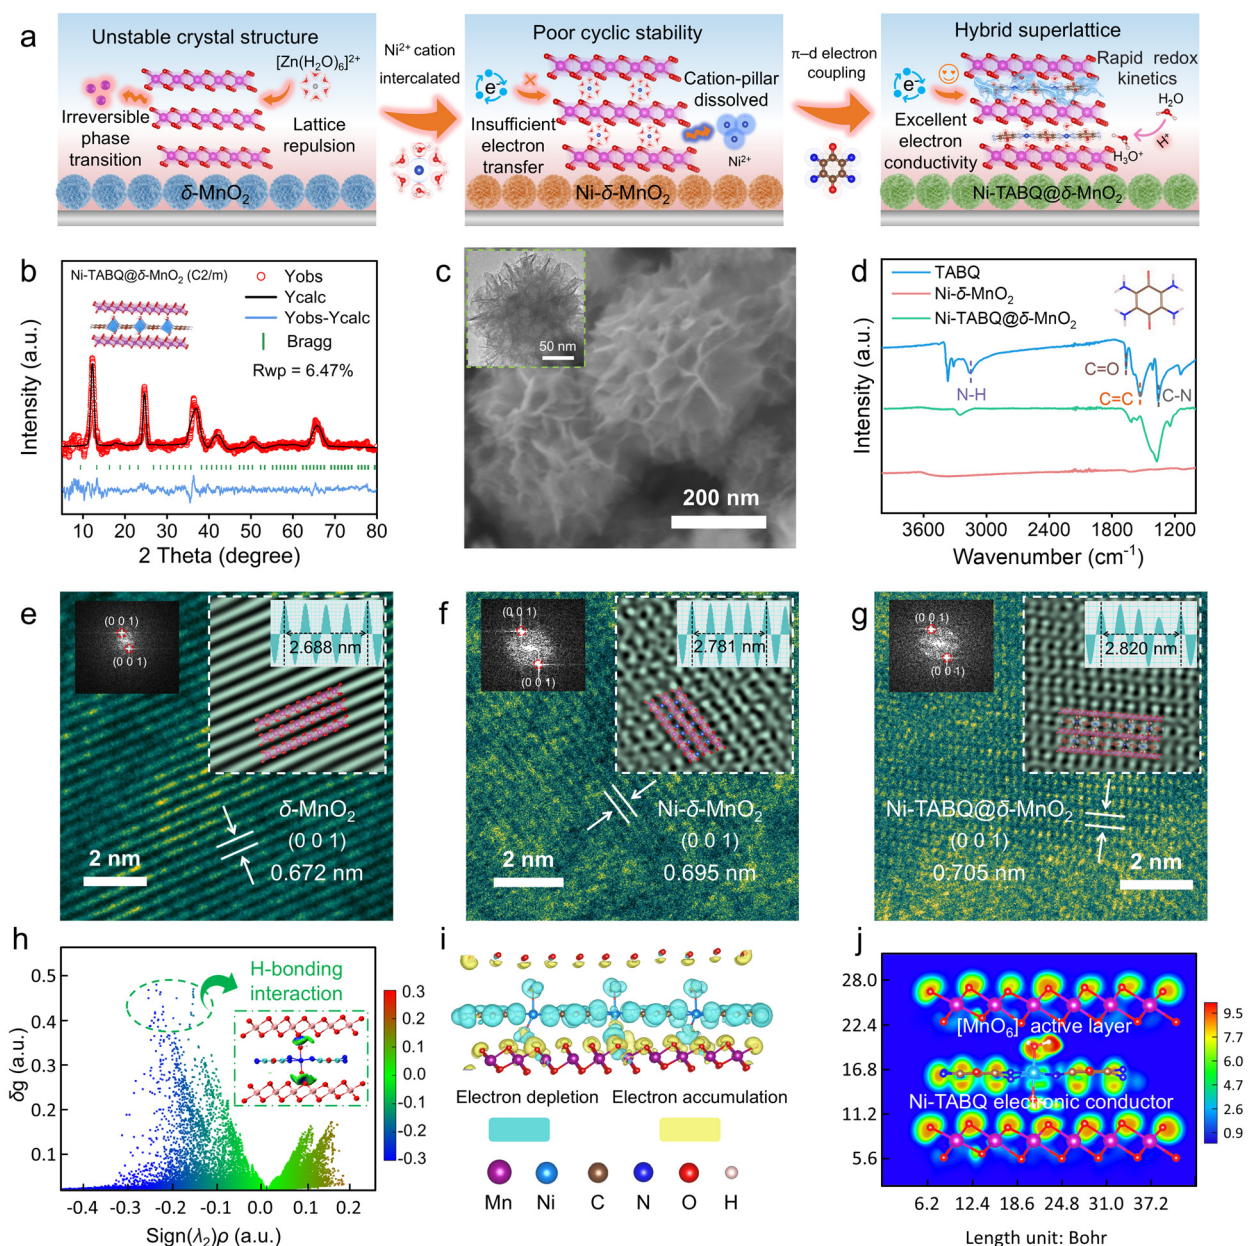 a
Unstable crystal structure
[Zn(H₂O)₆]²⁺
Irreversible
phase
transition
Lattice
repulsion
δ-MnO₂
Ni²⁺ cation
intercalated
Poor cyclic stability
e⁻
Insufficient
electron
transfer
Cation-pillar
dissolved
Ni²⁺
Ni-δ-MnO₂
π–d electron
coupling
Hybrid superlattice
e⁻
Rapid redox
kinetics
H₂O
H⁺
H₃O⁺
Excellent
electron
conductivity
Ni-TABQ@δ-MnO₂
b
Ni-TABQ@δ-MnO₂ (C2/m)
Yobs
Ycalc
Yobs-Ycalc
Bragg
Rwp = 6.47%
Intensity (a.u.)
10 20 30 40 50 60 70 80
2 Theta (degree)
c
50 nm
200 nm
d
TABQ
Ni-δ-MnO₂
Ni-TABQ@δ-MnO₂
N-H
C=O
C=C
C-N
Intensity (a.u.)
3600 3000 2400 1800 1200
Wavenumber (cm⁻¹)
e
(0 0 1)
(0 0 1)
2.688 nm
δ-MnO₂
(0 0 1)
0.672 nm
2 nm
f
(0 0 1)
(0 0 1)
2.781 nm
Ni-δ-MnO₂
(0 0 1)
0.695 nm
2 nm
g
(0 0 1)
(0 0 1)
2.820 nm
Ni-TABQ@δ-MnO₂
(0 0 1)
0.705 nm
2 nm
h
H-bonding
interaction
δg (a.u.)
0.5
0.4
0.3
0.2
0.1
-0.4 -0.3 -0.2 -0.1 0.0 0.1 0.2
Sign(λ₂)ρ (a.u.)
0.3
0.2
0.1
0.0
-0.1
-0.2
-0.3
i
Electron depletion Electron accumulation
Mn Ni C N O H
j
[MnO₆] active layer
Ni-TABQ electronic conductor
28.0
22.4
16.8
11.2
5.6
6.2 12.4 18.6 24.8 31.0 37.2
Length unit: Bohr
9.5
7.8
6.0
4.7
2.6
0.9